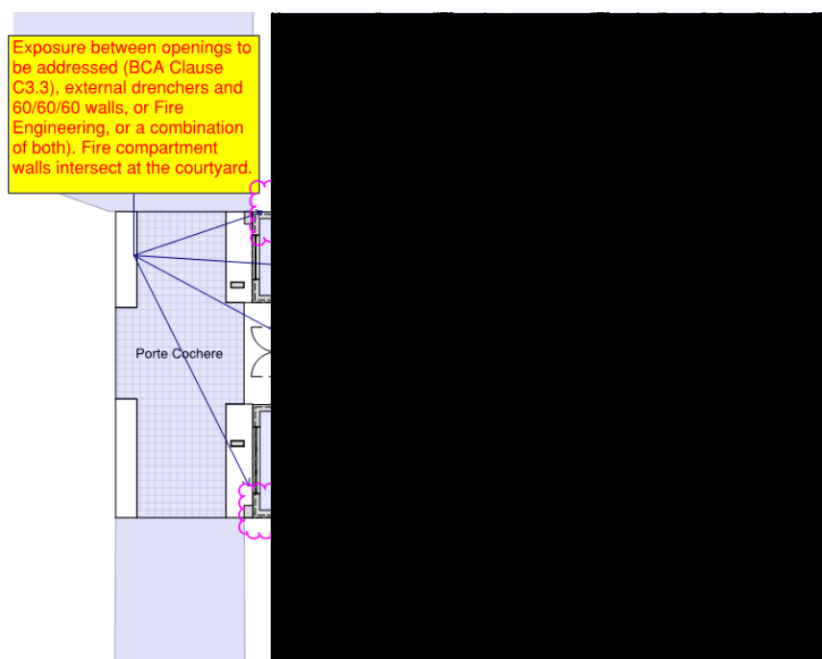 Exposure between openings to
be addressed (BCA Clause
C3.3), external drenchers and
60/60/60 walls, or Fire
Engineering, or a combination
of both). Fire compartment
walls intersect at the courtyard.
Porte Cochere